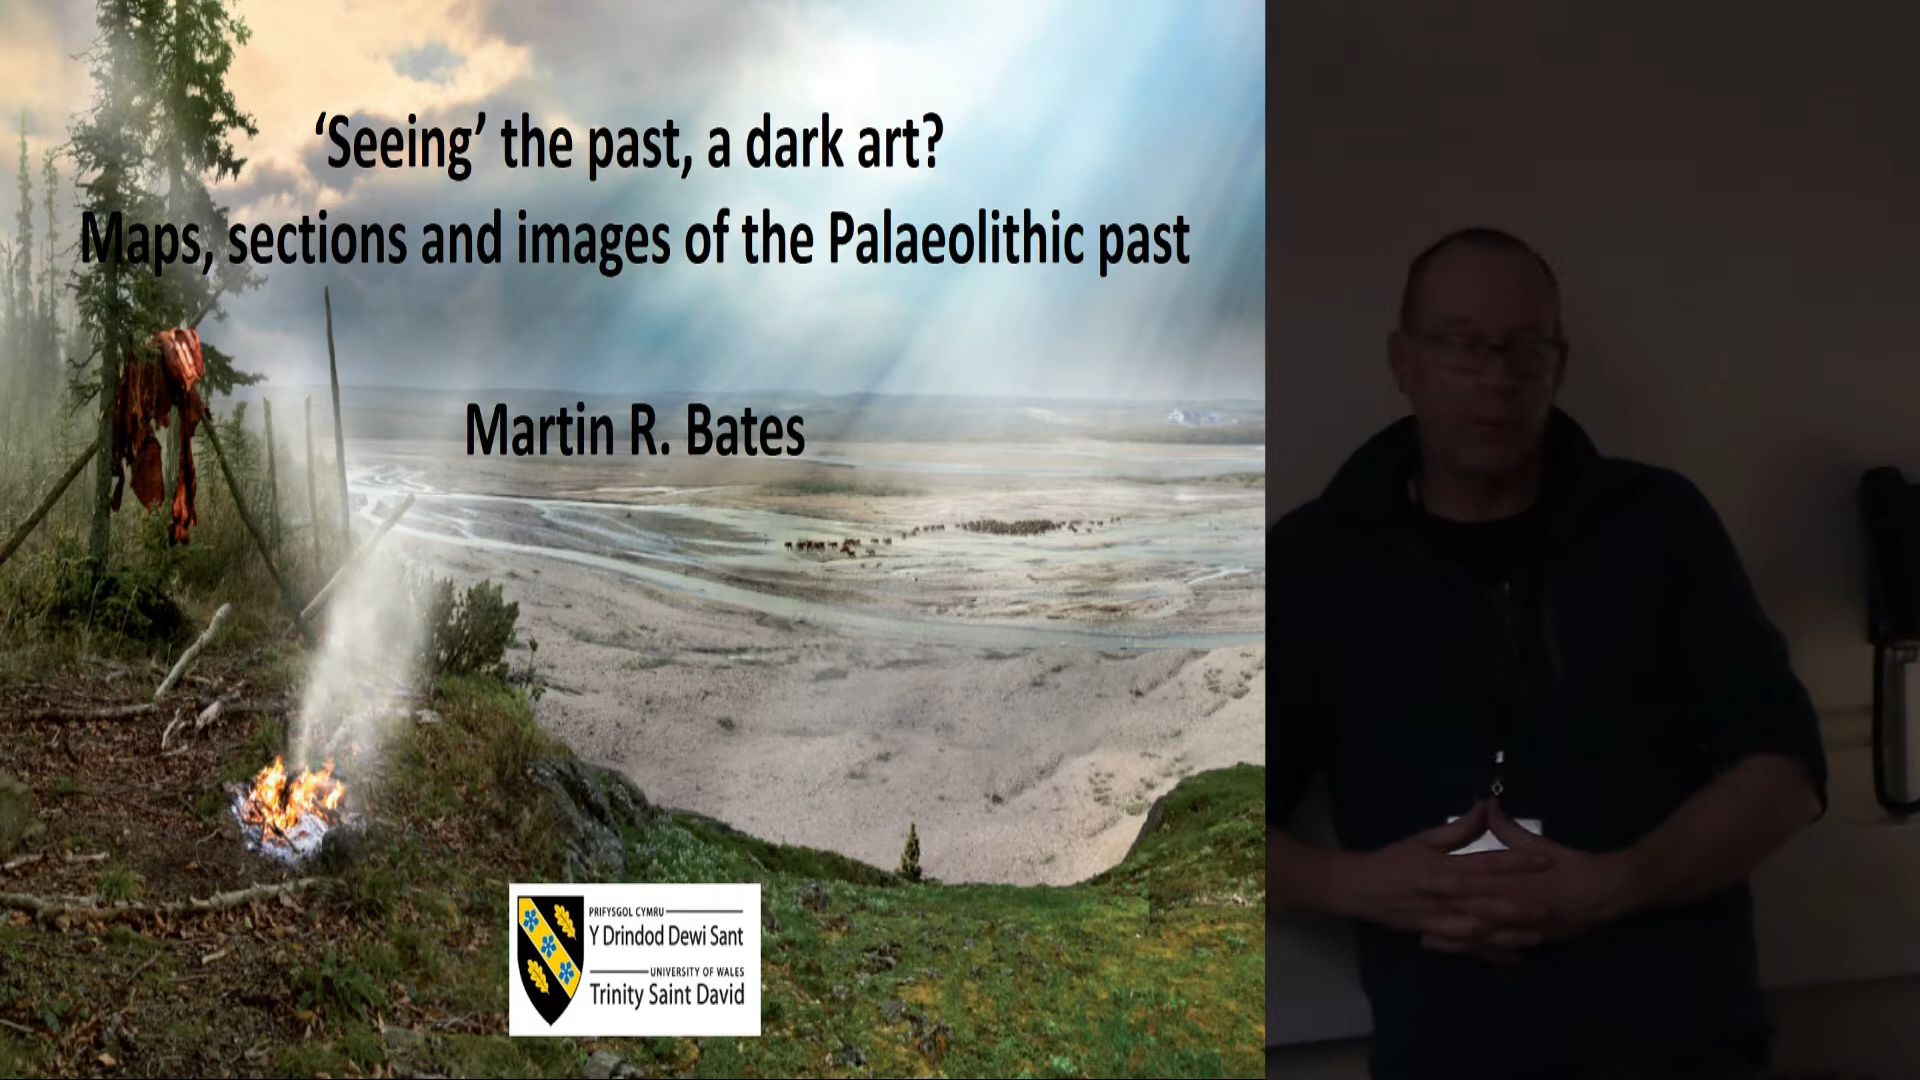 ‘Seeing’ the past, a dark art?
Maps, sections and images of the Palaeolithic past
Martin R. Bates
PRIFYSGOL CYMRU
Y Drindod Dewi Sant
UNIVERSITY OF WALES
Trinity Saint David